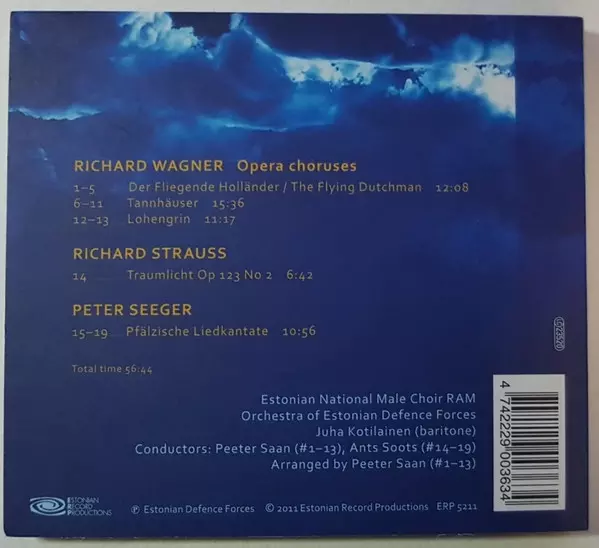 RICHARD WAGNER Opera choruses
1–5 Der Fliegende Holländer / The Flying Dutchman 12:08
6–11 Tannhäuser 15:36
12–13 Lohengrin 11:17
RICHARD STRAUSS
14 Traumlicht Op 123 No 2 6:42
PETER SEEGER
15–19 Pfälzische Liedkantate 10:56
Total time 56:44
Estonian National Male Choir RAM
Orchestra of Estonian Defence Forces
Juha Kotilainen (baritone)
Conductors: Peeter Saan (#1–13), Ants Soots (#14–19)
Arranged by Peeter Saan (#1–13)
4 742229 003634
ESTONIAN
RECORD
PRODUCTIONS
℗ Estonian Defence Forces © 2011 Estonian Record Productions ERP 5211